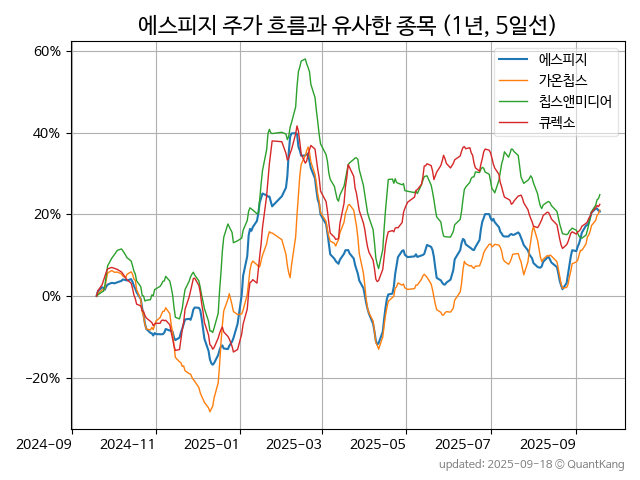 에스피지 주가 흐름과 유사한 종목 (1년, 5일선)
60%
40%
20%
0%
−20%
에스피지
가온칩스
칩스앤미디어
큐렉소
2024-09
2024-11
2025-01
2025-03
2025-05
2025-07
2025-09
updated: 2025-09-18 © QuantKang